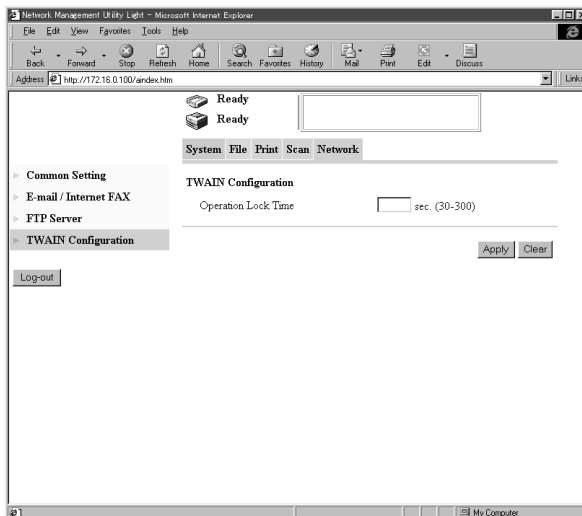 Network Management Utility Light - Microsoft Internet Explorer
File Edit View Favorites Tools Help
Back Forward Stop Refresh Home Search Favorites History Mail Print Edit Discuss
Address http://172.16.0.100/aindex.htm Links
Ready
Ready
System File Print Scan Network
Common Setting
E-mail / Internet FAX
FTP Server
TWAIN Configuration
Log-out
TWAIN Configuration
Operation Lock Time sec. (30-300)
Apply Clear
My Computer